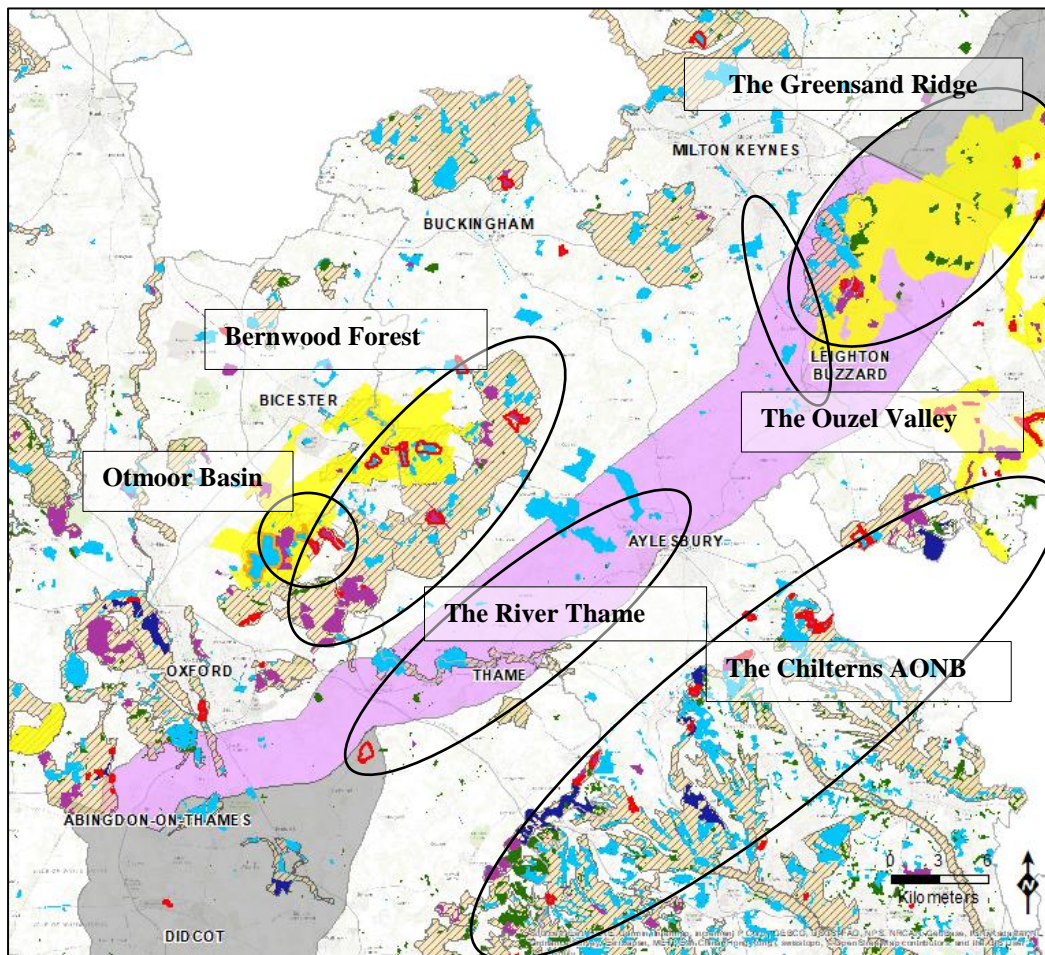 The Greensand Ridge
MILTON KEYNES
BUCKINGHAM
Bernwood Forest
LEIGHTON
BUZZARD
BICESTER
The Ouzel Valley
Otmoor Basin
AYLESBURY
The River Thame
OXFORD
THAME
The Chilterns AONB
ABINGDON-ON-THAMES
0 3 6
Kilometers
N
DIDCOT